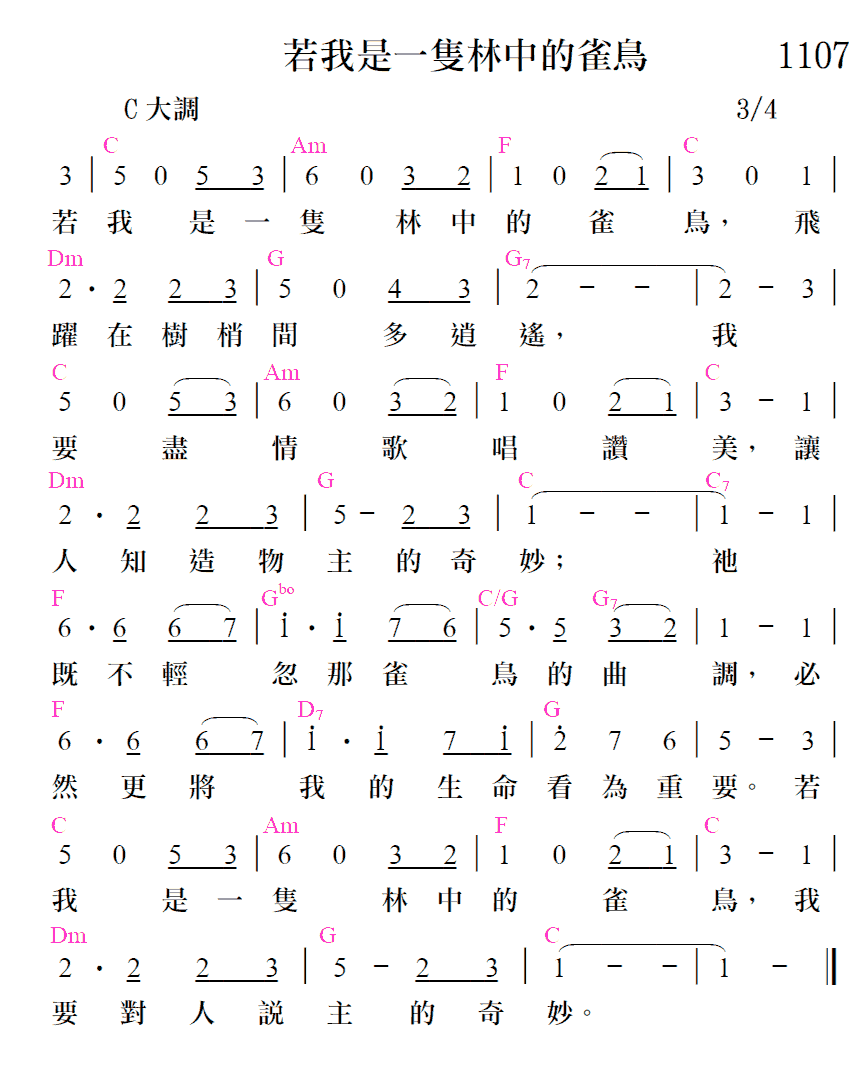 若我是一隻林中的雀鳥 1107
C大調 3/4
C Am F C
3 | 5 0 5 3 | 6 0 3 2 | 1 0 2 1 | 3 0 1 |
若我 是一隻 林中的 雀 鳥， 飛
Dm G G7
2 · 2 2 3 | 5 0 4 3 | 2 - - | 2 - 3 |
躍在樹梢間 多逍遙， 我
C Am F C
5 0 5 3 | 6 0 3 2 | 1 0 2 1 | 3 - 1 |
要 盡 情 歌 唱 讚 美，讓
Dm G C C7
2 · 2 2 3 | 5 - 2 3 | 1 - - | 1 - 1 |
人知造物主的奇妙； 祂
F Gbo C/G G7
6 · 6 6 7 | i · i 7 6 | 5 · 5 3 2 | 1 - 1 |
既不輕 忽那雀 鳥的曲 調，必
F D7 G
6 · 6 6 7 | i · i 7 i | 2̇ 7 6 | 5 - 3 |
然更將 我的生命看為重要。若
C Am F C
5 0 5 3 | 6 0 3 2 | 1 0 2 1 | 3 - 1 |
我 是一隻 林中的 雀 鳥，我
Dm G C
2 · 2 2 3 | 5 - 2 3 | 1 - - | 1 - ‖
要對人説主 的奇妙。